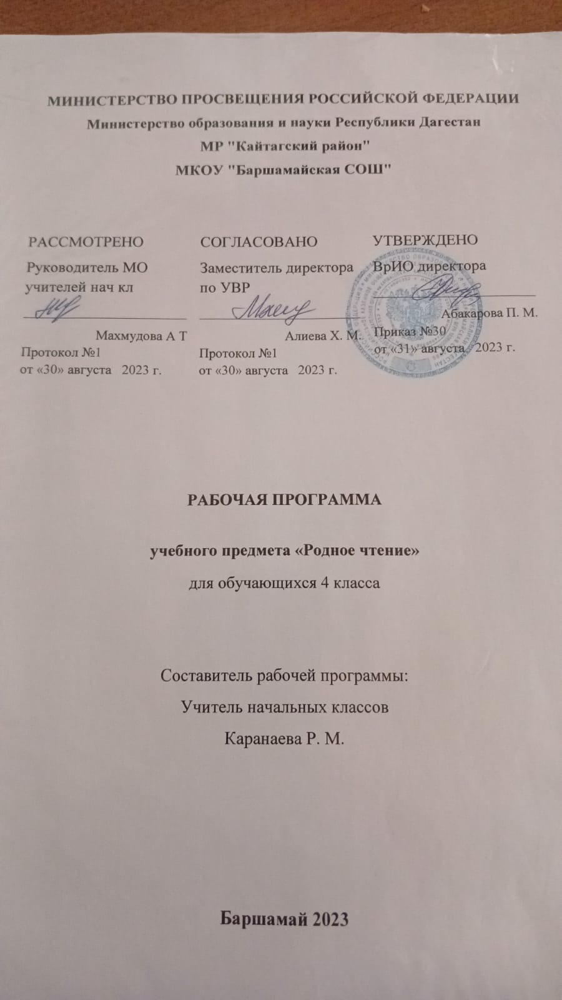 МИНИСТЕРСТВО ПРОСВЕЩЕНИЯ РОССИЙСКОЙ ФЕДЕРАЦИИ
Министерство образования и науки Республики Дагестан
МР "Кайтагский район"
МКОУ "Баршамайская СОШ"
РАССМОТРЕНО
Руководитель МО
учителей нач кл
Махмудова А Т
Протокол №1
от «30» августа 2023 г.
СОГЛАСОВАНО
Заместитель директора
по УВР
Алиева Х. М.
Протокол №1
от «30» августа 2023 г.
УТВЕРЖДЕНО
ВрИО директора
Абакарова П. М.
Приказ №30
от «31» августа 2023 г.
РАБОЧАЯ ПРОГРАММА
учебного предмета «Родное чтение»
для обучающихся 4 класса
Составитель рабочей программы:
Учитель начальных классов
Каранаева Р. М.
Баршамай 2023